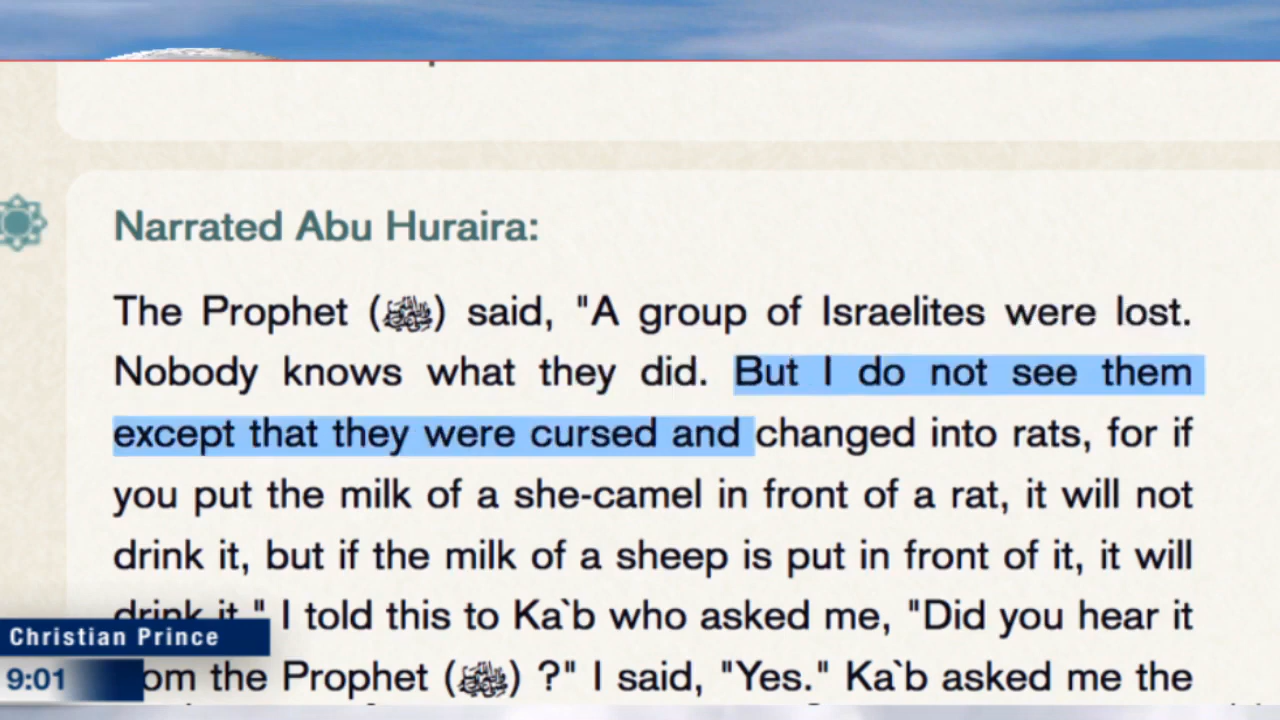 Narrated Abu Huraira:
The Prophet (ﷺ) said, "A group of Israelites were lost.
Nobody knows what they did. But I do not see them
except that they were cursed and changed into rats, for if
you put the milk of a she-camel in front of a rat, it will not
drink it, but if the milk of a sheep is put in front of it, it will
drink it." I told this to Ka`b who asked me, "Did you hear it
om the Prophet (ﷺ) ?" I said, "Yes." Ka`b asked me the
Christian Prince
9:01